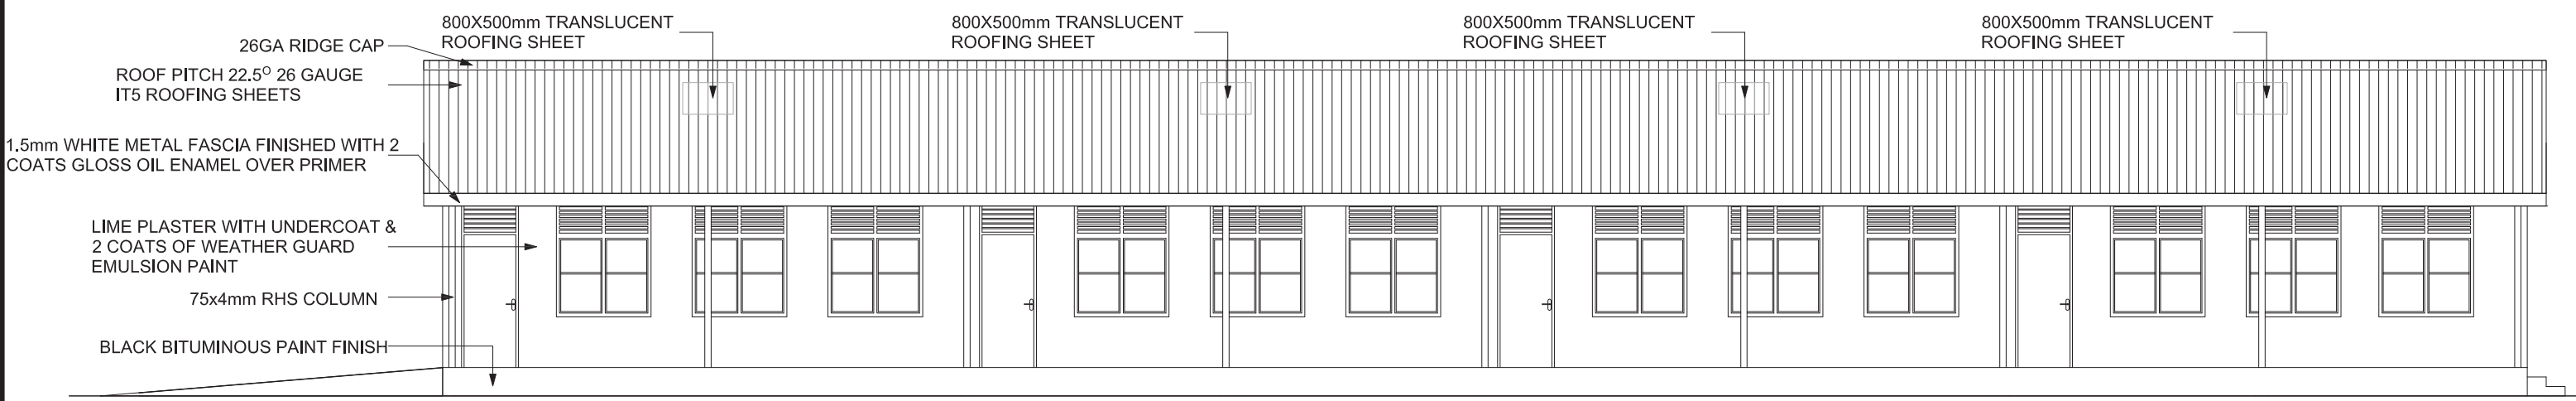 800X500mm TRANSLUCENT
ROOFING SHEET
800X500mm TRANSLUCENT
ROOFING SHEET
800X500mm TRANSLUCENT
ROOFING SHEET
800X500mm TRANSLUCENT
ROOFING SHEET
26GA RIDGE CAP
ROOF PITCH 22.5° 26 GAUGE
IT5 ROOFING SHEETS
1.5mm WHITE METAL FASCIA FINISHED WITH 2
COATS GLOSS OIL ENAMEL OVER PRIMER
LIME PLASTER WITH UNDERCOAT &
2 COATS OF WEATHER GUARD
EMULSION PAINT
75x4mm RHS COLUMN
BLACK BITUMINOUS PAINT FINISH